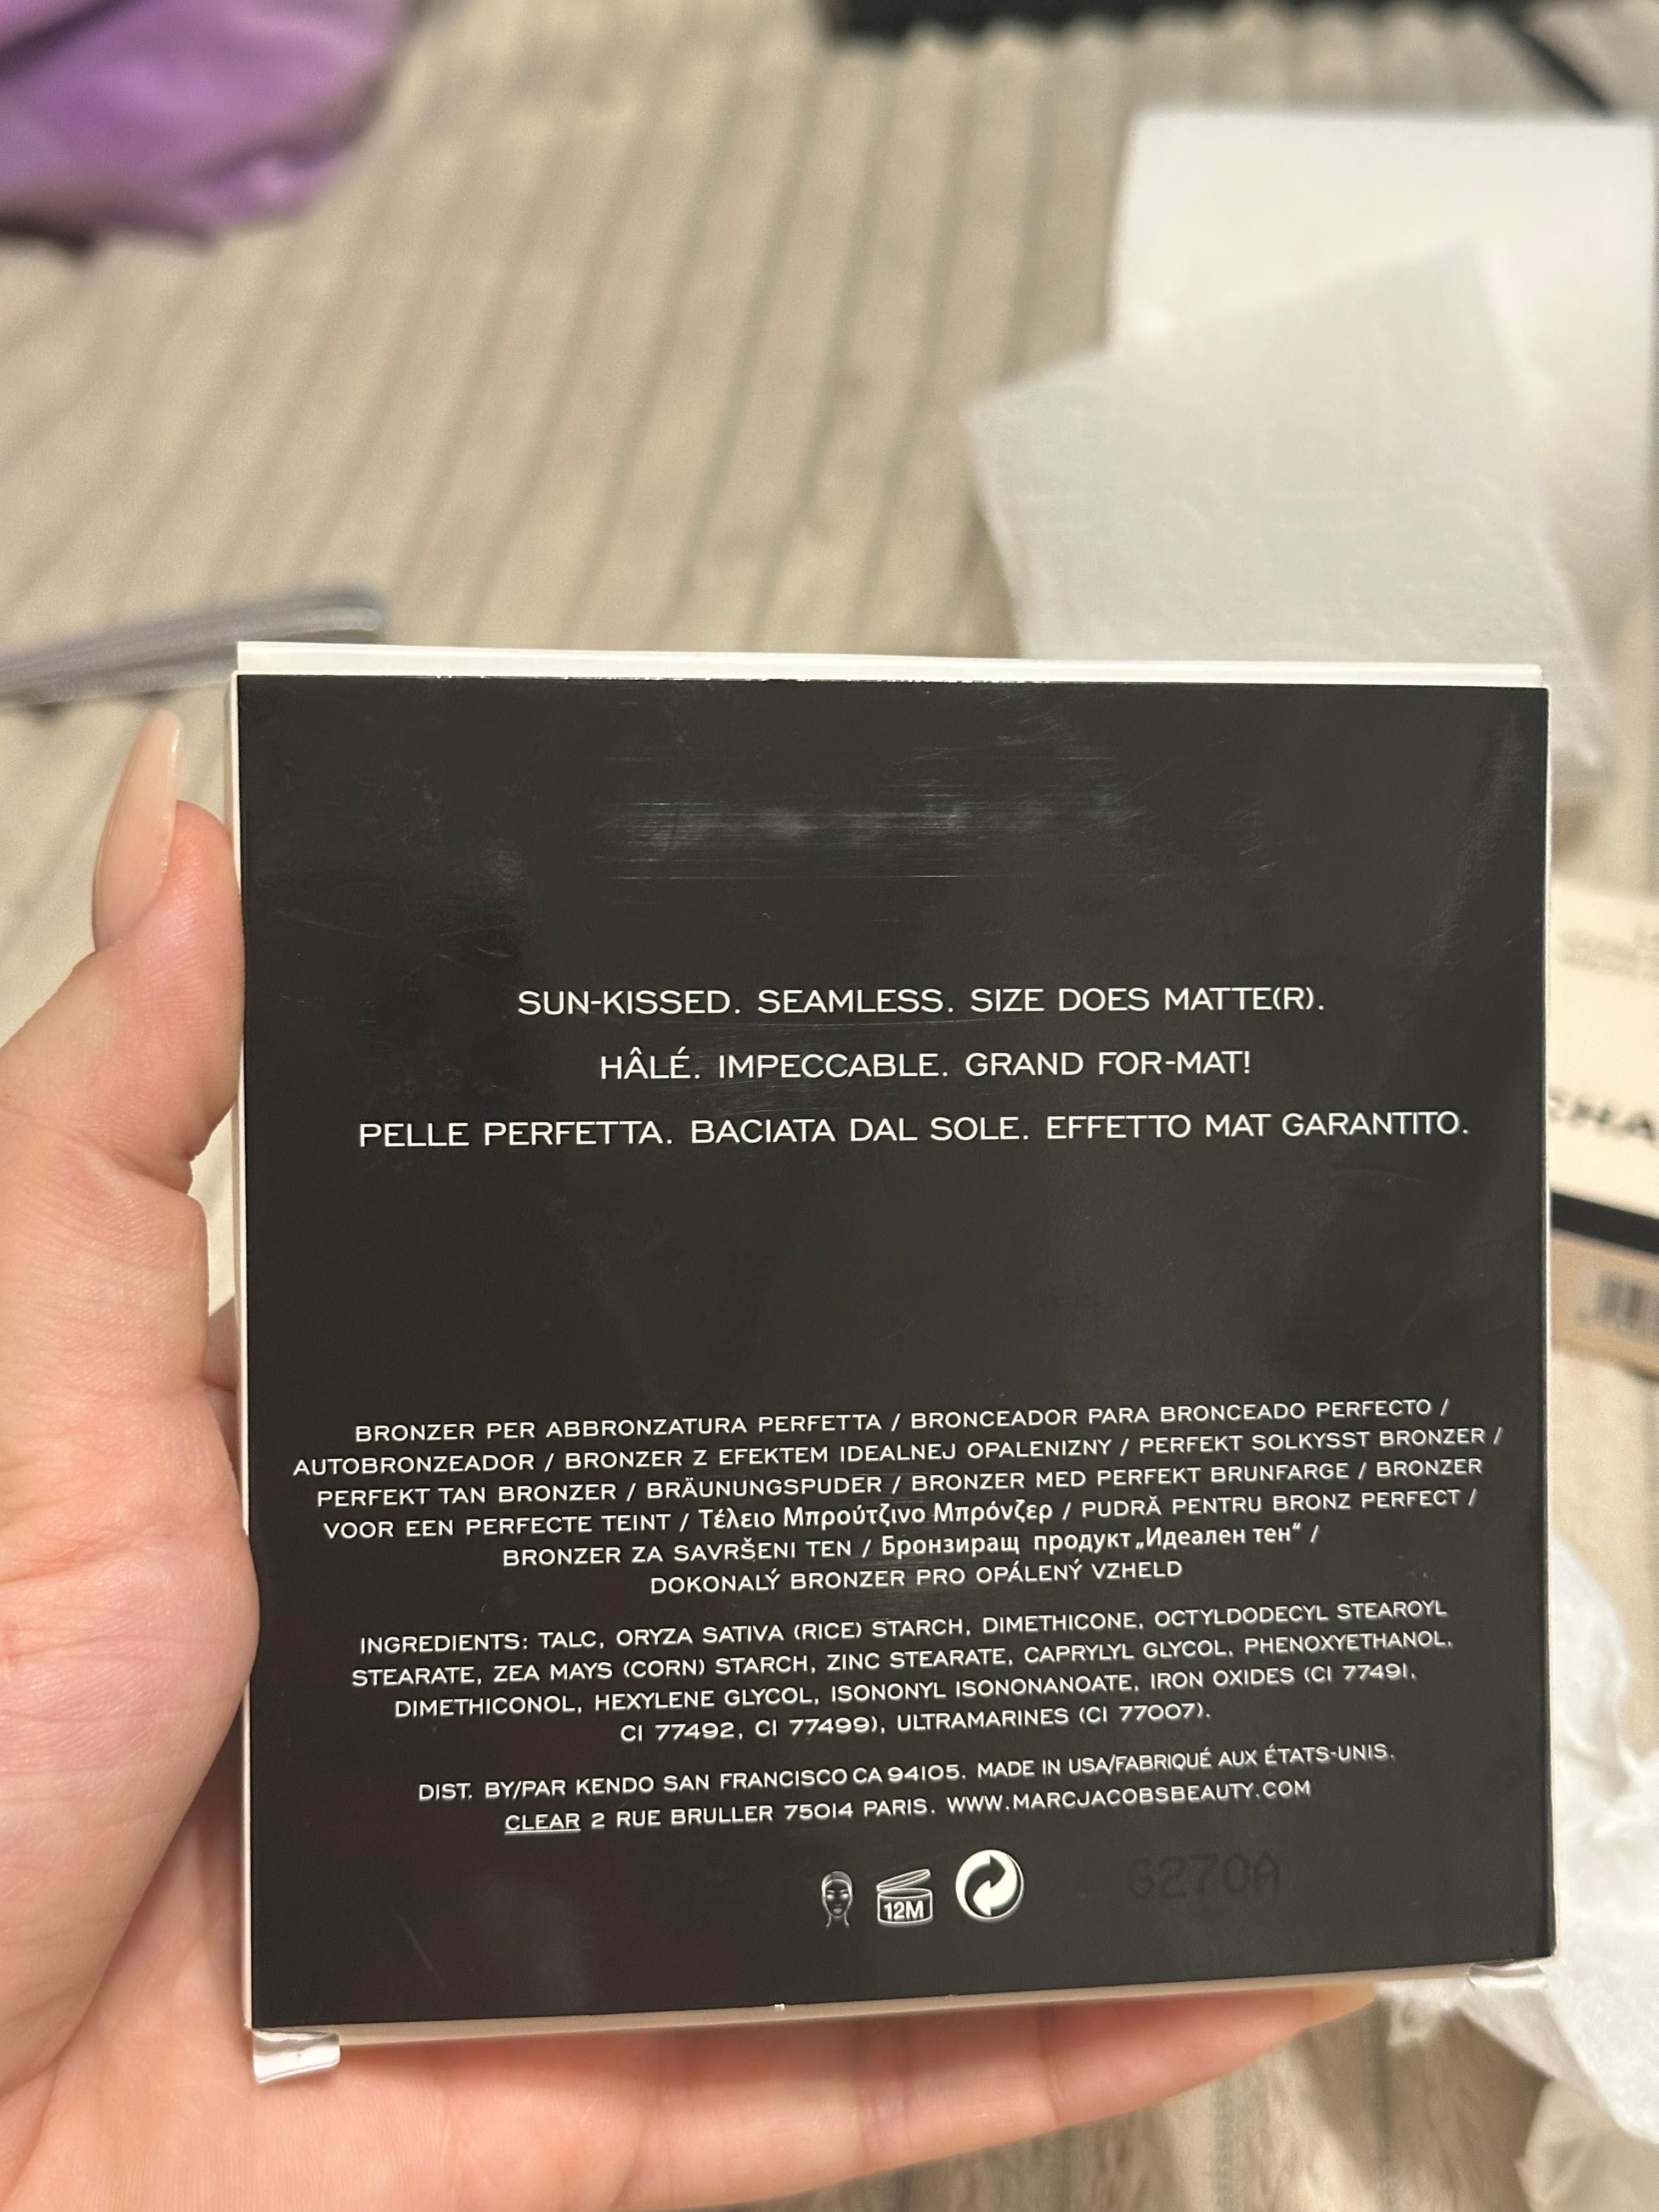 SUN-KISSED. SEAMLESS. SIZE DOES MATTE(R).
HÂLÉ. IMPECCABLE. GRAND FOR-MAT!
PELLE PERFETTA. BACIATA DAL SOLE. EFFETTO MAT GARANTITO.
BRONZER PER ABBRONZATURA PERFETTA / BRONCEADOR PARA BRONCEADO PERFECTO /
AUTOBRONZEADOR / BRONZER Z EFEKTEM IDEALNEJ OPALENIZNY / PERFEKT SOLKYSST BRONZER /
PERFEKT TAN BRONZER / BRÄUNUNGSPUDER / BRONZER MED PERFEKT BRUNFARGE / BRONZER
VOOR EEN PERFECTE TEINT / Τέλειο Μπρούτζινο Μπρόνζερ / PUDRĂ PENTRU BRONZ PERFECT /
BRONZER ZA SAVRŠENI TEN / Бронзиращ продукт „Идеален тен“ /
DOKONALÝ BRONZER PRO OPÁLENÝ VZHELD
INGREDIENTS: TALC, ORYZA SATIVA (RICE) STARCH, DIMETHICONE, OCTYLDODECYL STEAROYL
STEARATE, ZEA MAYS (CORN) STARCH, ZINC STEARATE, CAPRYLYL GLYCOL, PHENOXYETHANOL,
DIMETHICONOL, HEXYLENE GLYCOL, ISONONYL ISONONANOATE, IRON OXIDES (CI 77491,
CI 77492, CI 77499), ULTRAMARINES (CI 77007).
DIST. BY/PAR KENDO SAN FRANCISCO CA 94105. MADE IN USA/FABRIQUÉ AUX ÉTATS-UNIS.
CLEAR 2 RUE BRULLER 75014 PARIS. WWW.MARCJACOBSBEAUTY.COM
12M
6270A
CHA